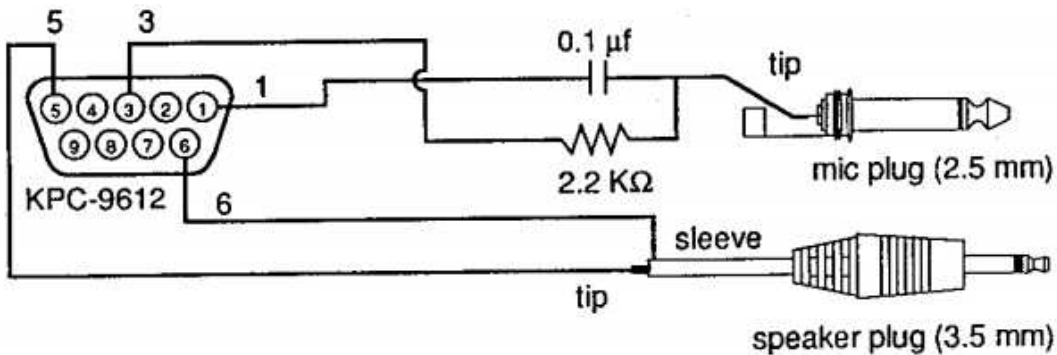 5
3
0.1 µf
tip
1
5 4 3 2 1
9 8 7 6
KPC-9612
2.2 KΩ
mic plug (2.5 mm)
6
sleeve
tip
speaker plug (3.5 mm)